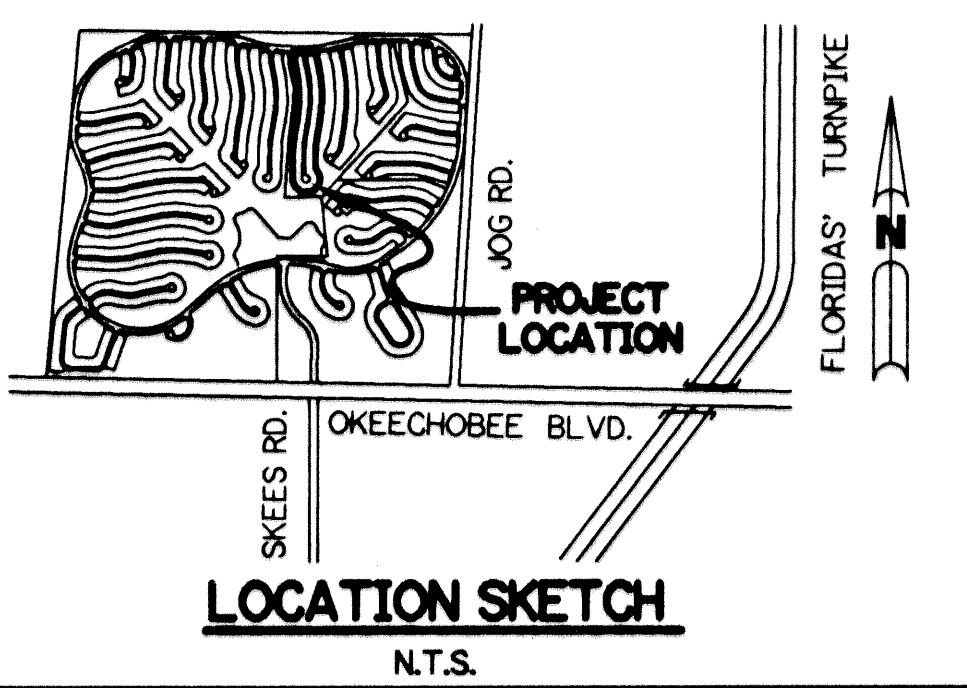 FLORIDAS' TURNPIKE
JOG RD.
N
PROJECT
LOCATION
OKEECHOBEE BLVD.
SKEES RD.
LOCATION SKETCH
N.T.S.